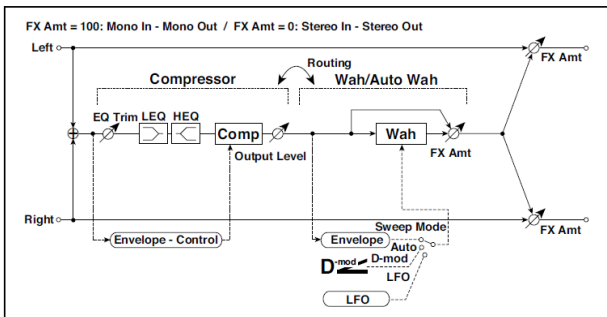 FX Amt = 100: Mono In - Mono Out / FX Amt = 0: Stereo In - Stereo Out
Left
FX Amt
Routing
Compressor
Wah/Auto Wah
EQ Trim
LEQ
HEQ
Comp
Output Level
Wah
FX Amt
Right
FX Amt
Envelope - Control
Sweep Mode
Envelope
Auto
D-mod
D-mod
LFO
LFO